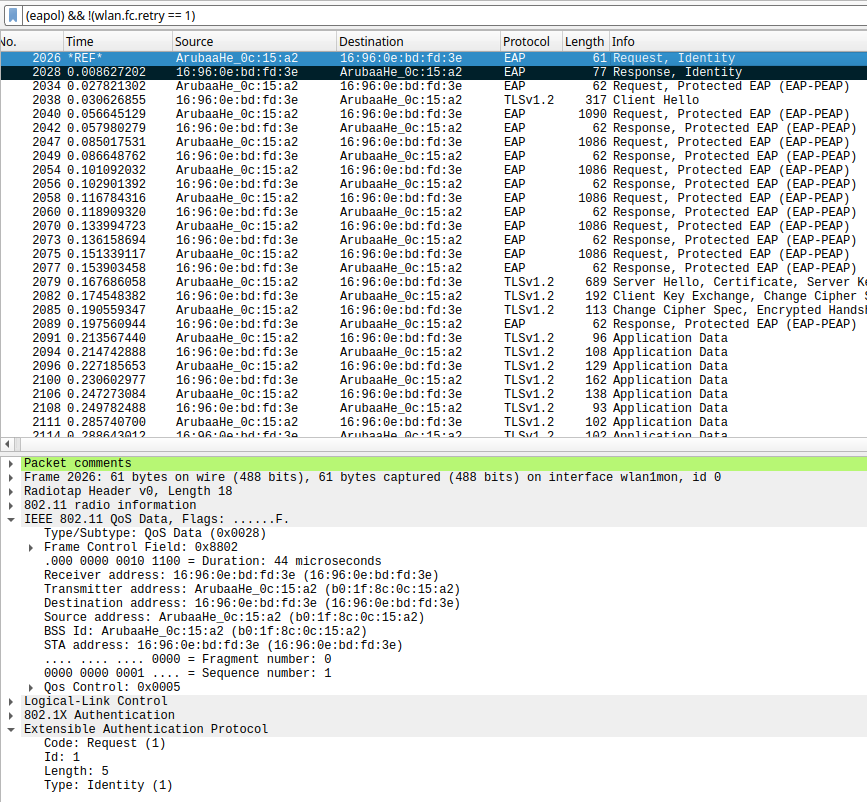 (eapol) && !(wlan.fc.retry == 1)
No. Time Source Destination Protocol Length Info
2026 *REF* ArubaaHe_0c:15:a2 16:96:0e:bd:fd:3e EAP 61 Request, Identity
2028 0.008627202 16:96:0e:bd:fd:3e ArubaaHe_0c:15:a2 EAP 77 Response, Identity
2034 0.027821302 ArubaaHe_0c:15:a2 16:96:0e:bd:fd:3e EAP 62 Request, Protected EAP (EAP-PEAP)
2038 0.030626855 16:96:0e:bd:fd:3e ArubaaHe_0c:15:a2 TLSv1.2 317 Client Hello
2040 0.056645129 ArubaaHe_0c:15:a2 16:96:0e:bd:fd:3e EAP 1090 Request, Protected EAP (EAP-PEAP)
2042 0.057980279 16:96:0e:bd:fd:3e ArubaaHe_0c:15:a2 EAP 62 Response, Protected EAP (EAP-PEAP)
2047 0.085017531 ArubaaHe_0c:15:a2 16:96:0e:bd:fd:3e EAP 1086 Request, Protected EAP (EAP-PEAP)
2049 0.086648762 16:96:0e:bd:fd:3e ArubaaHe_0c:15:a2 EAP 62 Response, Protected EAP (EAP-PEAP)
2054 0.101092032 ArubaaHe_0c:15:a2 16:96:0e:bd:fd:3e EAP 1086 Request, Protected EAP (EAP-PEAP)
2056 0.102901392 16:96:0e:bd:fd:3e ArubaaHe_0c:15:a2 EAP 62 Response, Protected EAP (EAP-PEAP)
2058 0.116784316 ArubaaHe_0c:15:a2 16:96:0e:bd:fd:3e EAP 1086 Request, Protected EAP (EAP-PEAP)
2060 0.118909320 16:96:0e:bd:fd:3e ArubaaHe_0c:15:a2 EAP 62 Response, Protected EAP (EAP-PEAP)
2070 0.133994723 ArubaaHe_0c:15:a2 16:96:0e:bd:fd:3e EAP 1086 Request, Protected EAP (EAP-PEAP)
2073 0.136158694 16:96:0e:bd:fd:3e ArubaaHe_0c:15:a2 EAP 62 Response, Protected EAP (EAP-PEAP)
2075 0.151339117 ArubaaHe_0c:15:a2 16:96:0e:bd:fd:3e EAP 1086 Request, Protected EAP (EAP-PEAP)
2077 0.153903458 16:96:0e:bd:fd:3e ArubaaHe_0c:15:a2 EAP 62 Response, Protected EAP (EAP-PEAP)
2079 0.167686058 ArubaaHe_0c:15:a2 16:96:0e:bd:fd:3e TLSv1.2 689 Server Hello, Certificate, Server Ke
2082 0.174548382 16:96:0e:bd:fd:3e ArubaaHe_0c:15:a2 TLSv1.2 192 Client Key Exchange, Change Cipher S
2085 0.190559347 ArubaaHe_0c:15:a2 16:96:0e:bd:fd:3e TLSv1.2 113 Change Cipher Spec, Encrypted Handsh
2089 0.197560944 16:96:0e:bd:fd:3e ArubaaHe_0c:15:a2 EAP 62 Response, Protected EAP (EAP-PEAP)
2091 0.213567440 ArubaaHe_0c:15:a2 16:96:0e:bd:fd:3e TLSv1.2 96 Application Data
2094 0.214742888 16:96:0e:bd:fd:3e ArubaaHe_0c:15:a2 TLSv1.2 108 Application Data
2096 0.227185653 ArubaaHe_0c:15:a2 16:96:0e:bd:fd:3e TLSv1.2 129 Application Data
2100 0.230602977 16:96:0e:bd:fd:3e ArubaaHe_0c:15:a2 TLSv1.2 162 Application Data
2106 0.247273084 ArubaaHe_0c:15:a2 16:96:0e:bd:fd:3e TLSv1.2 138 Application Data
2108 0.249782488 16:96:0e:bd:fd:3e ArubaaHe_0c:15:a2 TLSv1.2 93 Application Data
2111 0.285740700 ArubaaHe_0c:15:a2 16:96:0e:bd:fd:3e TLSv1.2 102 Application Data
2114 0.288643012 16:96:0e:bd:fd:3e ArubaaHe_0c:15:a2 TLSv1.2 102 Application Data
Packet comments
Frame 2026: 61 bytes on wire (488 bits), 61 bytes captured (488 bits) on interface wlan1mon, id 0
Radiotap Header v0, Length 18
802.11 radio information
IEEE 802.11 QoS Data, Flags: ......F.
Type/Subtype: QoS Data (0x0028)
Frame Control Field: 0x8802
.000 0000 0010 1100 = Duration: 44 microseconds
Receiver address: 16:96:0e:bd:fd:3e (16:96:0e:bd:fd:3e)
Transmitter address: ArubaaHe_0c:15:a2 (b0:1f:8c:0c:15:a2)
Destination address: 16:96:0e:bd:fd:3e (16:96:0e:bd:fd:3e)
Source address: ArubaaHe_0c:15:a2 (b0:1f:8c:0c:15:a2)
BSS Id: ArubaaHe_0c:15:a2 (b0:1f:8c:0c:15:a2)
STA address: 16:96:0e:bd:fd:3e (16:96:0e:bd:fd:3e)
.... .... .... 0000 = Fragment number: 0
0000 0000 0001 .... = Sequence number: 1
Qos Control: 0x0005
Logical-Link Control
802.1X Authentication
Extensible Authentication Protocol
Code: Request (1)
Id: 1
Length: 5
Type: Identity (1)